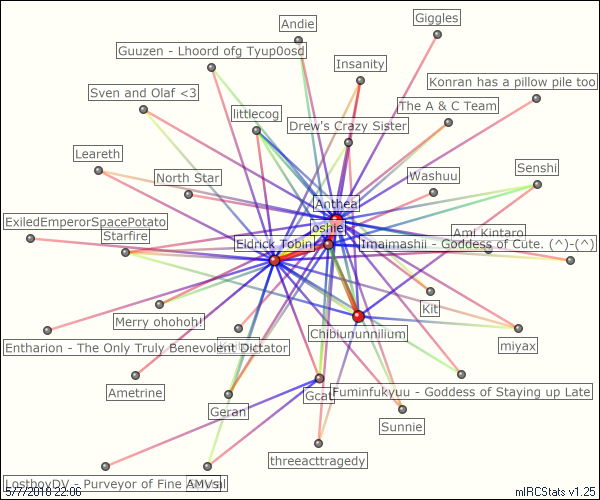 Giggles
Andie
Guuzen - Lhoord ofg Tyup0osd
Insanity
Konran has a pillow pile too
Sven and Olaf <3
The A & C Team
littlecog
Drew's Crazy Sister
Leareth
Senshi
Washuu
North Star
Anthea
ExiledEmperorSpacePotato
Joshie
Ami Kintaro
Starfire
Eldrick Tobin
Imaimashii - Goddess of Cute. (^)-(^)
Kit
Merry ohohoh!
Chibiununnilium
miyax
Entharion - The Only Truly Benevolent Dictator
Ametrine
Gcat
Fuminfukyuu - Goddess of Staying up Late
Geran
Sunnie
threeacttragedy
LostboyDV - Purveyor of Fine AMVs
5/7/2010 22:06
mIRCStats v1.25